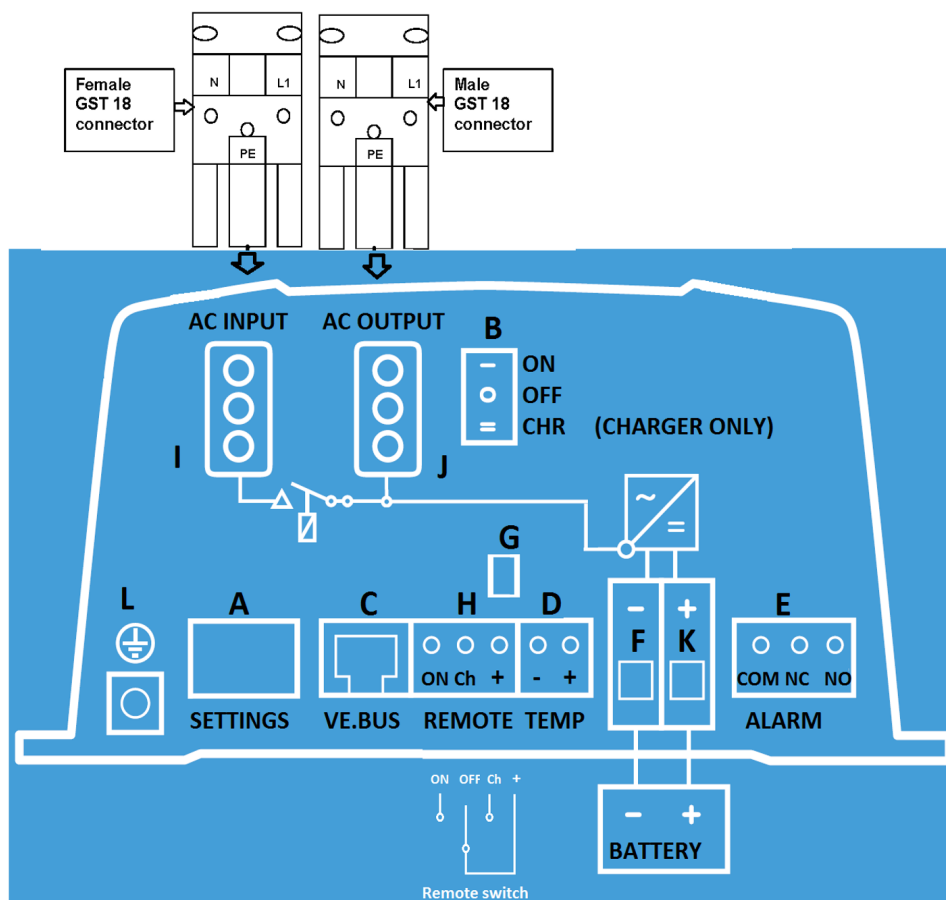 Female
GST 18
connector
N L1
PE
N L1
PE
Male
GST 18
connector
AC INPUT
AC OUTPUT
B
ON
OFF
CHR (CHARGER ONLY)
I
J
G
L
A
SETTINGS
C
VE.BUS
H
ON Ch +
REMOTE
D
- +
TEMP
- +
F K
E
COM NC NO
ALARM
ON OFF Ch +
Remote switch
- +
BATTERY